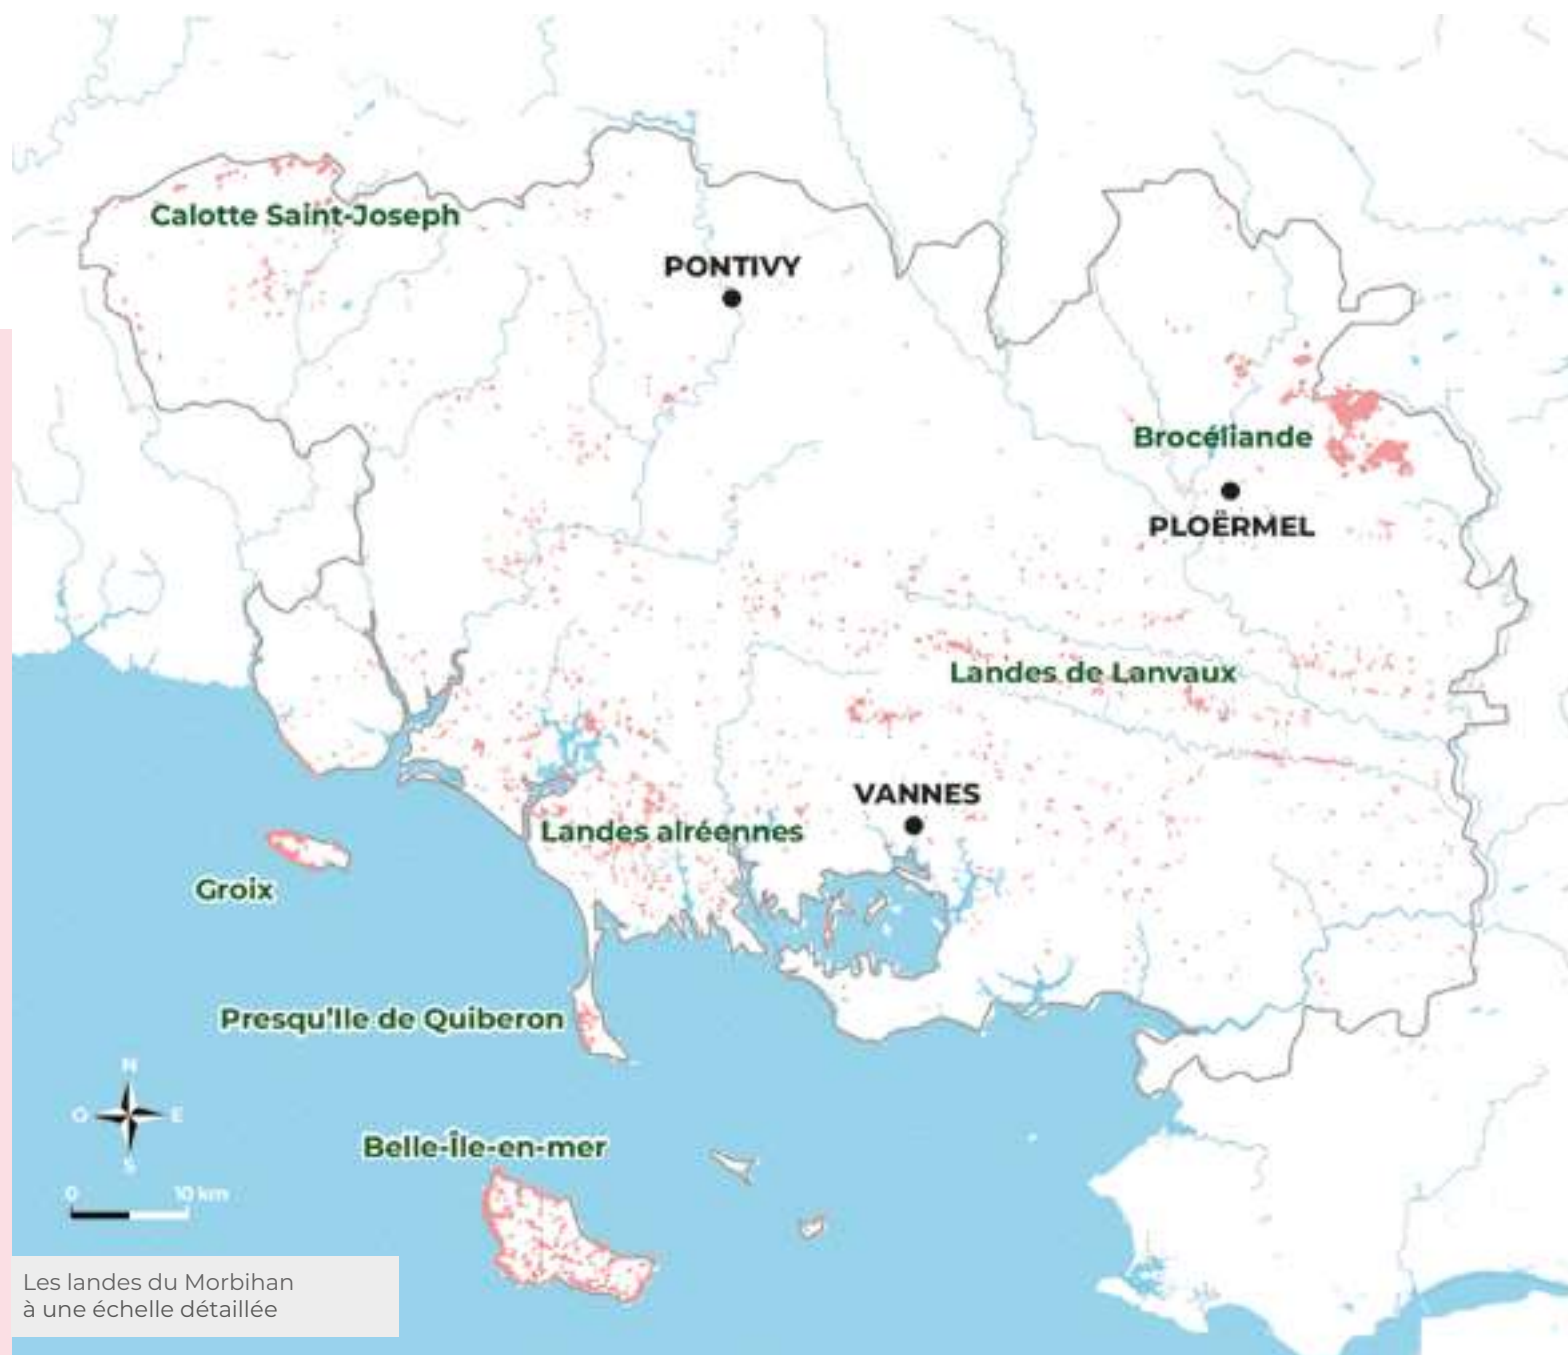 Calotte Saint-Joseph
PONTIVY
Brocéliande
PLOËRMEL
Landes de Lanvaux
VANNES
Landes alréennes
Groix
Presqu'Ile de Quiberon
N
O
E
S
Belle-Île-en-mer
0
10 km
Les landes du Morbihan
à une échelle détaillée